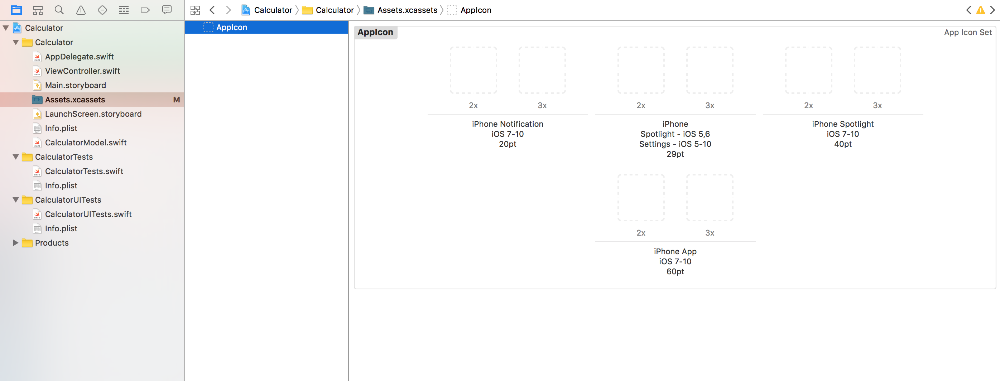 Calculator
Calculator
AppDelegate.swift
ViewController.swift
Main.storyboard
Assets.xcassets M
LaunchScreen.storyboard
Info.plist
CalculatorModel.swift
CalculatorTests
CalculatorTests.swift
Info.plist
CalculatorUITests
CalculatorUITests.swift
Info.plist
Products
Calculator Calculator Assets.xcassets AppIcon
AppIcon
AppIcon
App Icon Set
2x 3x
iPhone Notification
iOS 7-10
20pt
2x 3x
iPhone
Spotlight - iOS 5,6
Settings - iOS 5-10
29pt
2x 3x
iPhone Spotlight
iOS 7-10
40pt
2x 3x
iPhone App
iOS 7-10
60pt